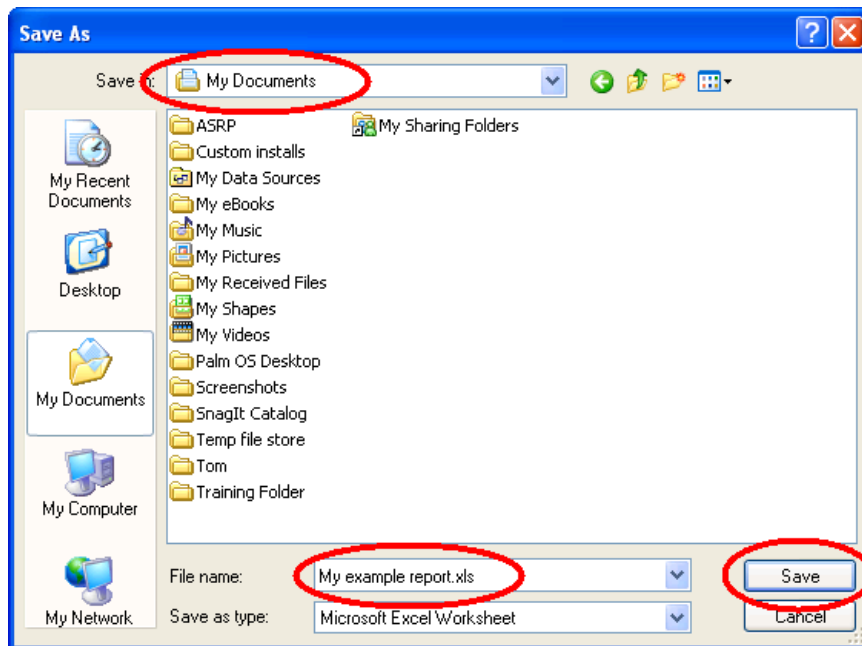 Save As
Save in: My Documents
ASRP
My Sharing Folders
Custom installs
My Data Sources
My eBooks
My Music
My Pictures
My Received Files
My Shapes
My Videos
Palm OS Desktop
Screenshots
SnagIt Catalog
Temp file store
Tom
Training Folder
My Recent
Documents
Desktop
My Documents
My Computer
My Network
File name: My example report.xls Save
Save as type: Microsoft Excel Worksheet Cancel